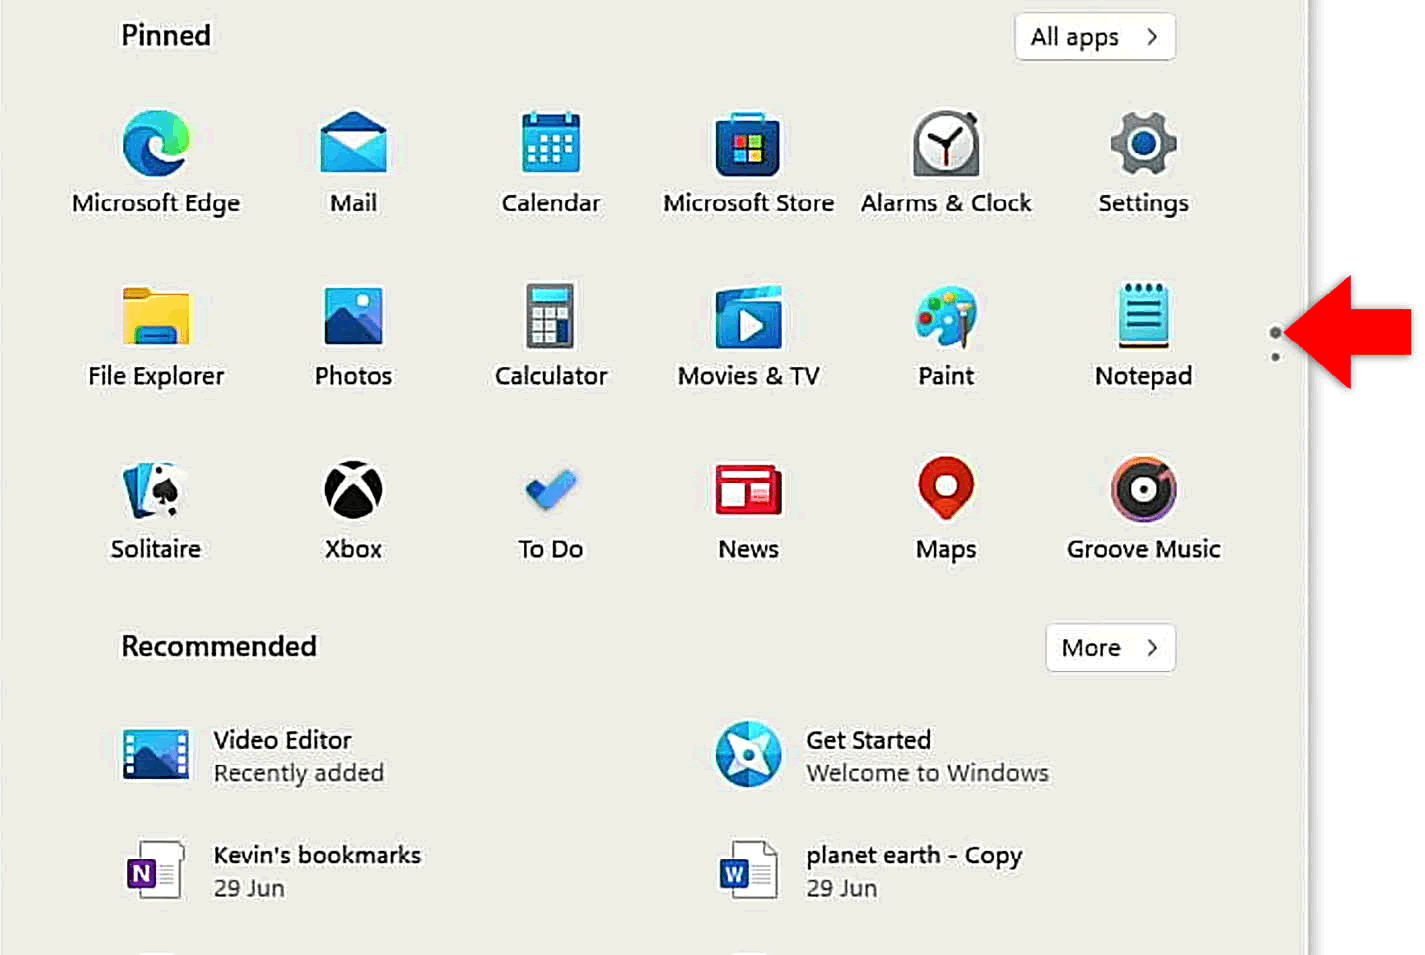 Pinned
All apps
Microsoft Edge
Mail
Calendar
Microsoft Store
Alarms & Clock
Settings
File Explorer
Photos
Calculator
Movies & TV
Paint
Notepad
Solitaire
Xbox
To Do
News
Maps
Groove Music
Recommended
More
Video Editor
Recently added
Get Started
Welcome to Windows
N
Kevin's bookmarks
29 Jun
W
planet earth - Copy
29 Jun